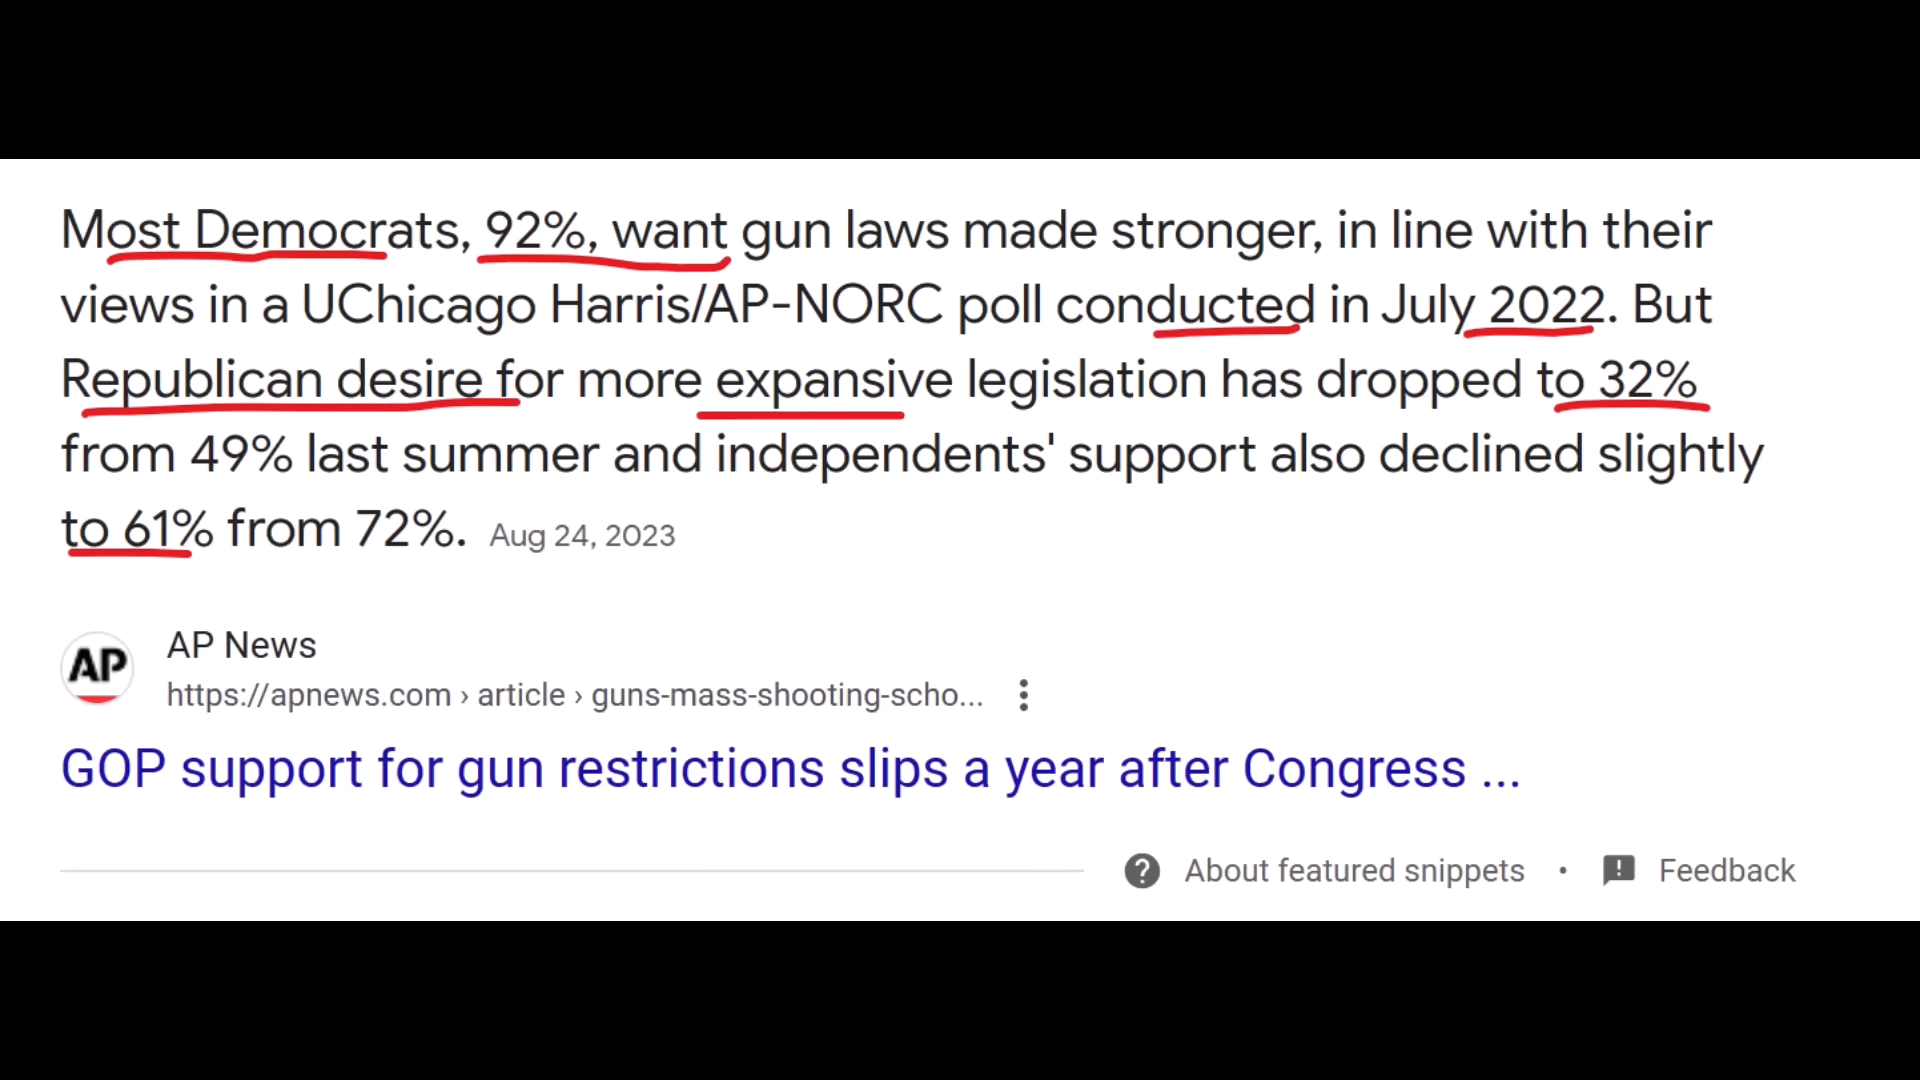 Most Democrats, 92%, want gun laws made stronger, in line with their
views in a UChicago Harris/AP-NORC poll conducted in July 2022. But
Republican desire for more expansive legislation has dropped to 32%
from 49% last summer and independents' support also declined slightly
to 61% from 72%. Aug 24, 2023
AP
AP News
https://apnews.com › article › guns-mass-shooting-scho...
GOP support for gun restrictions slips a year after Congress ...
About featured snippets • Feedback